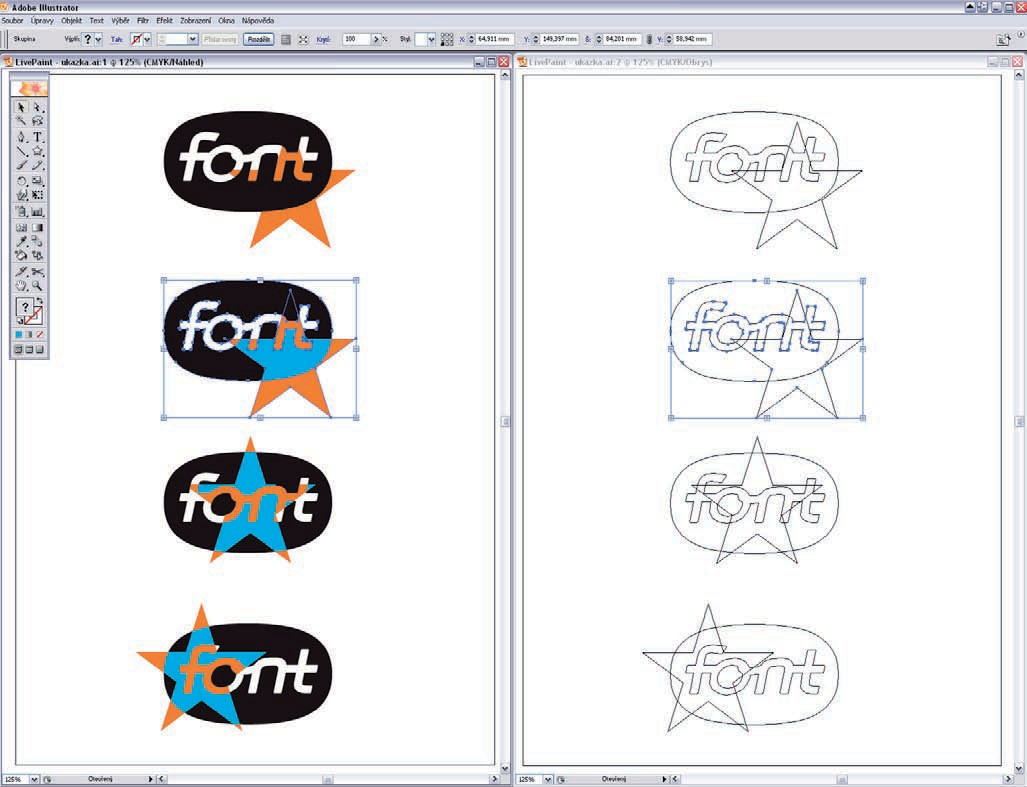 Adobe Illustrator
Soubor Úpravy Objekt Text Výběr Filtr Efekt Zobrazení Okna Nápověda
Skupina Výplň: ? Tah: Rozdělit Krytí: 100 % Styl: X: 64,911 mm Y: 149,397 mm Š: 84,201 mm V: 58,942 mm
LivePaint - ukazka.ai:1 @ 125% (CMYK/Náhled)
LivePaint - ukazka.ai:2 @ 125% (CMYK/Obrys)
T
?
font
font
font
font
font
font
font
font
125% Otevřený
125% Otevřený